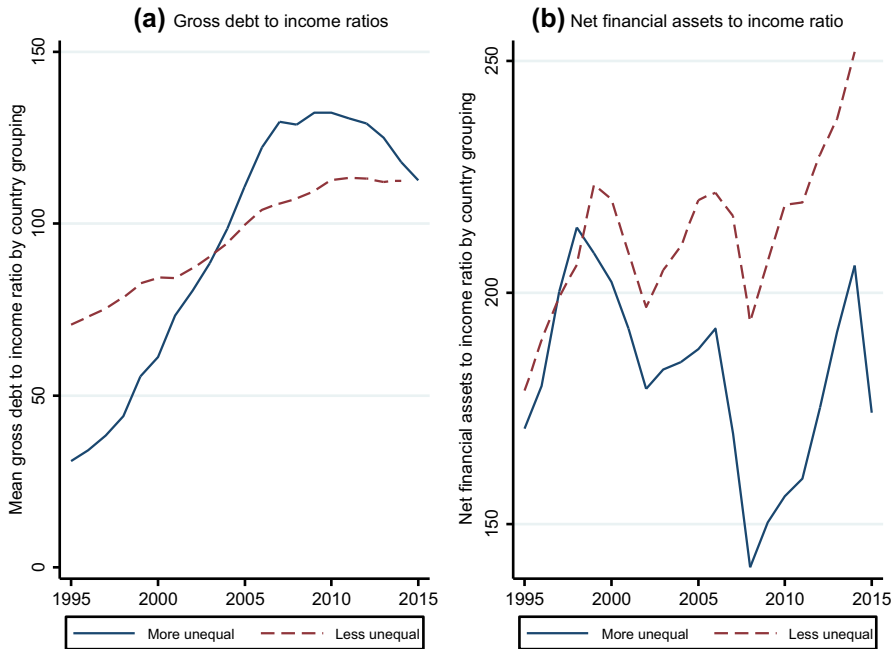 (a) Gross debt to income ratios
Mean gross debt to income ratio by country grouping
150
100
50
0
1995 2000 2005 2010 2015
More unequal Less unequal
(b) Net financial assets to income ratio
Net financial assets to income ratio by country grouping
250
200
150
1995 2000 2005 2010 2015
More unequal Less unequal